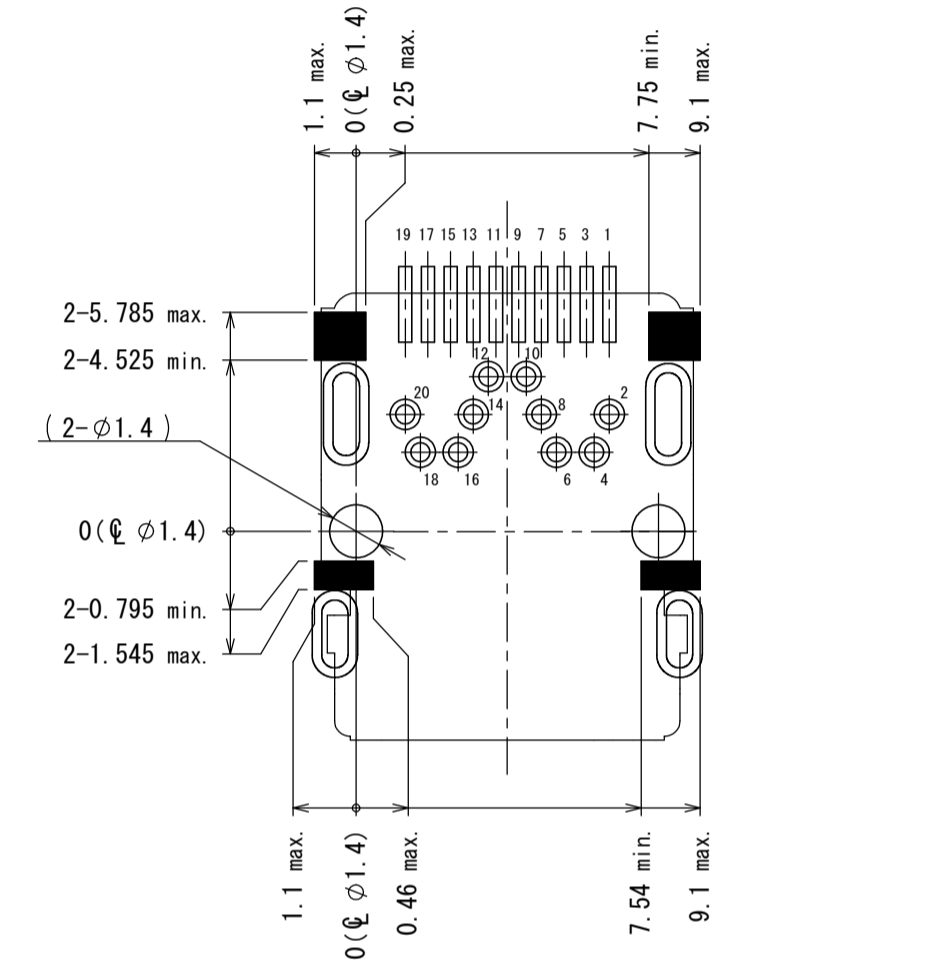 1.1 max.
0(℄ ⌀1.4)
0.25 max.
7.75 min.
9.1 max.
19 17 15 13 11 9 7 5 3 1
2-5.785 max.
2-4.525 min.
12 10
20 14 8 2
(2-⌀1.4)
18 16 6 4
0(℄ ⌀1.4)
2-0.795 min.
2-1.545 max.
1.1 max.
0(℄ ⌀1.4)
0.46 max.
7.54 min.
9.1 max.